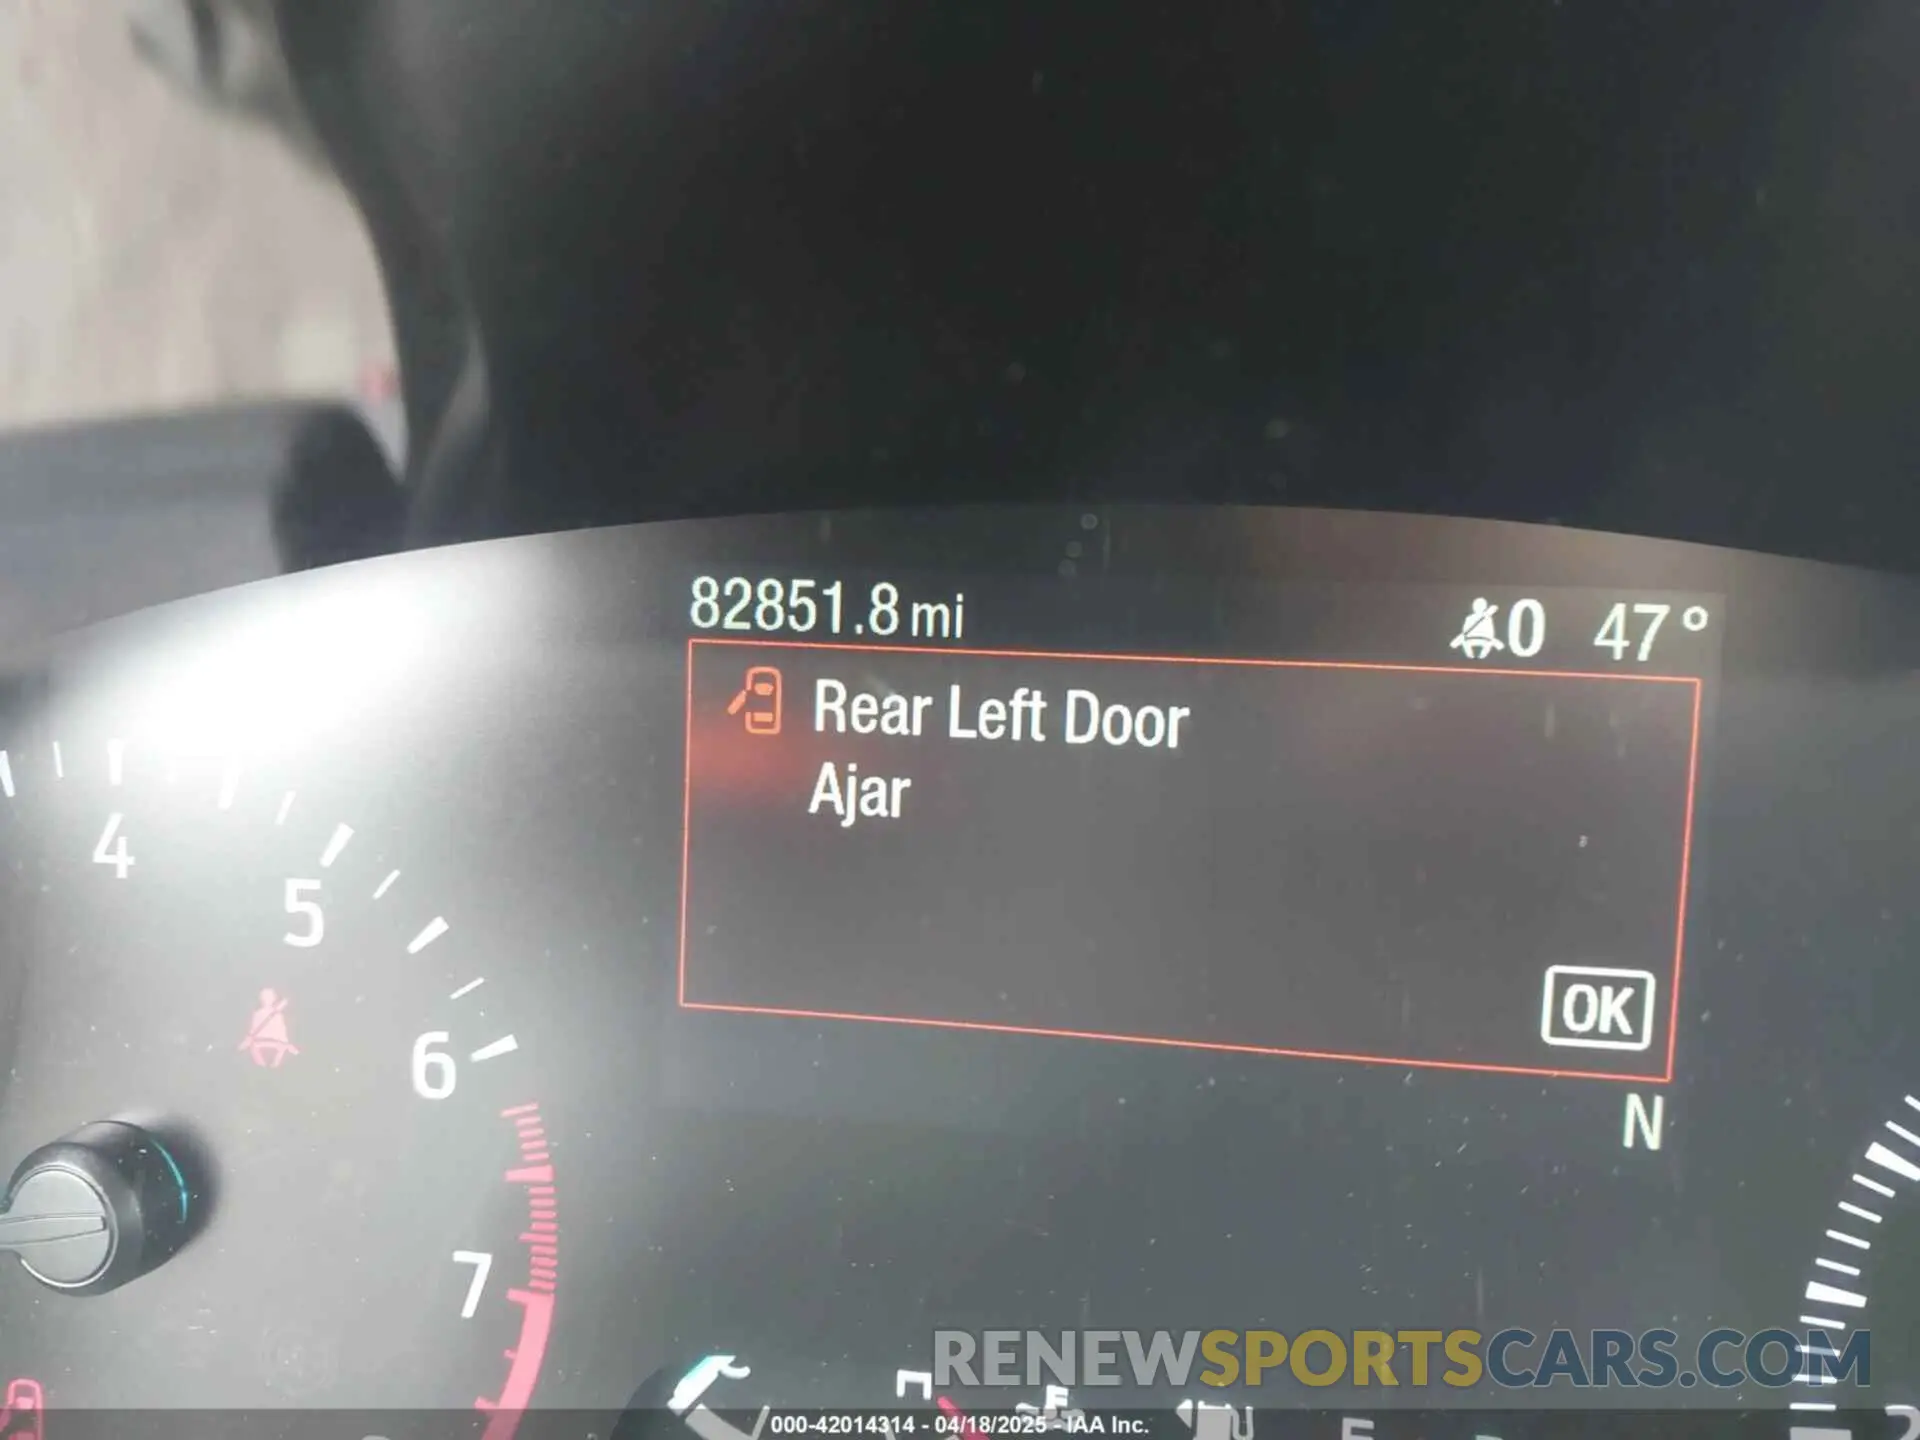 82851.8 mi
0 47°
Rear Left Door
Ajar
OK
N
4
5
6
7
F
RENEWSPORTSCARS.COM
000-42014314 - 04/18/2025 - IAA Inc.